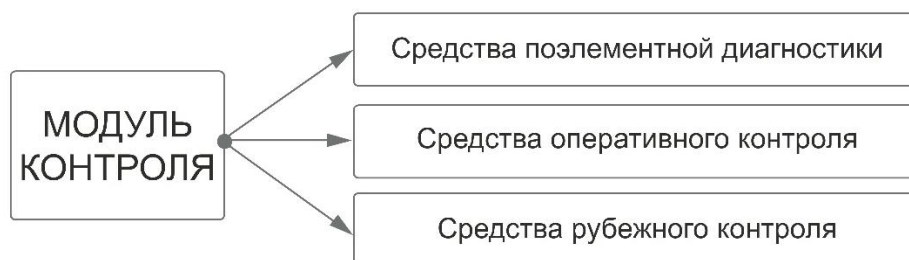 МОДУЛЬ
КОНТРОЛЯ
Средства поэлементной диагностики
Средства оперативного контроля
Средства рубежного контроля